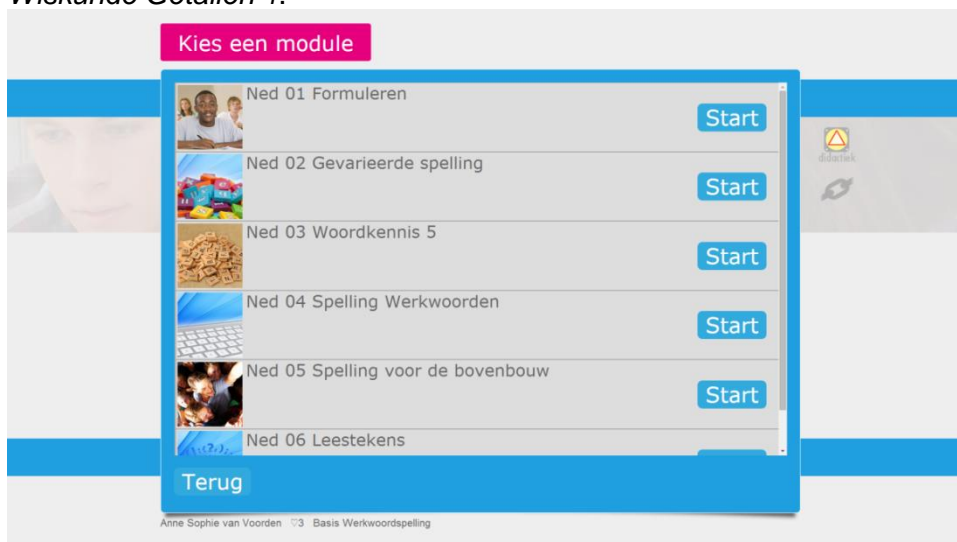 Wiskunde Getallen 1.
Kies een module
Ned 01 Formuleren
Start
didactiek
Ned 02 Gevarieerde spelling
Start
Ned 03 Woordkennis 5
Start
Ned 04 Spelling Werkwoorden
Start
Ned 05 Spelling voor de bovenbouw
Start
Ned 06 Leestekens
Terug
Anne Sophie van Voorden ♡3 Basis Werkwoordspelling